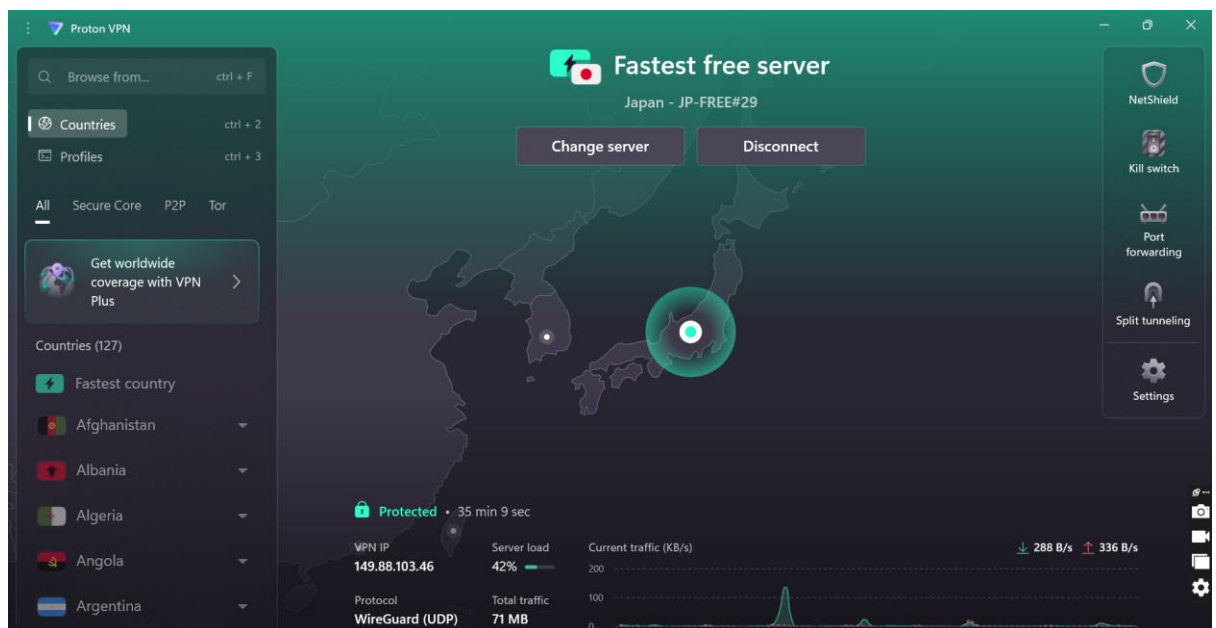 Proton VPN
Browse from... ctrl + F
Countries ctrl + 2
Profiles ctrl + 3
All Secure Core P2P Tor
Get worldwide
coverage with VPN
Plus
Countries (127)
Fastest country
Afghanistan
Albania
Algeria
Angola
Argentina
Fastest free server
Japan - JP-FREE#29
Change server Disconnect
Protected • 35 min 9 sec
VPN IP
149.88.103.46
Server load
42%
Protocol
WireGuard (UDP)
Total traffic
71 MB
Current traffic (KB/s) 288 B/s 336 B/s
200
100
0
NetShield
Kill switch
Port
forwarding
Split tunneling
Settings